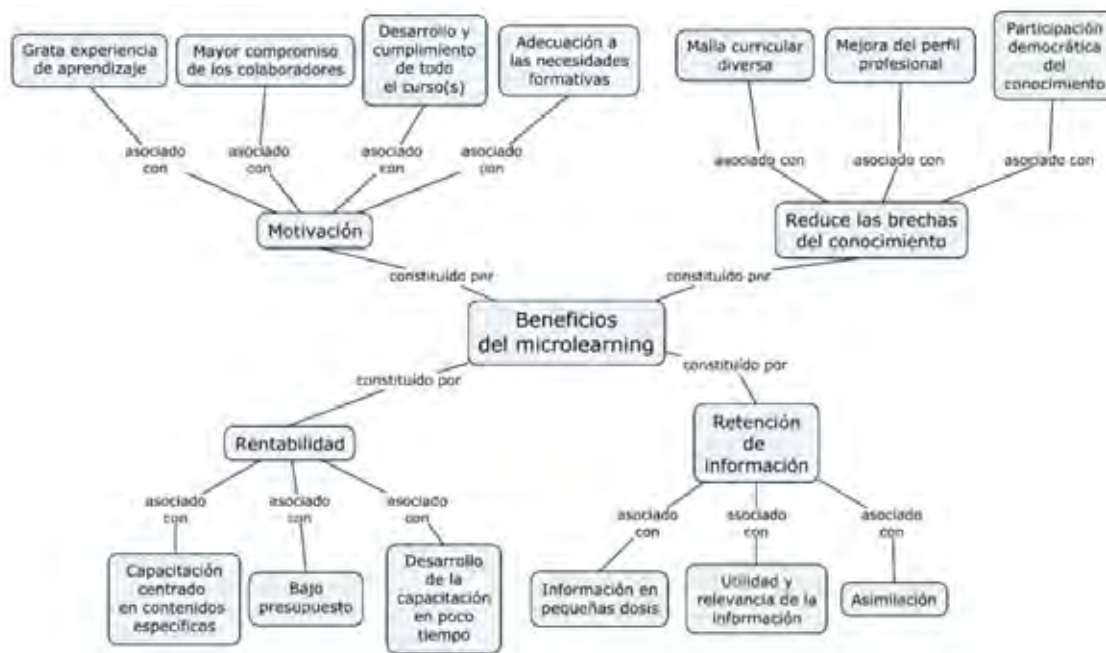 Grata experiencia
de aprendizaje
Mayor compromiso
de los colaboradores
Desarrollo y
cumplimiento
de todo
el curso(s)
Adecuación a
las necesidades
formativas
Malla curricular
diversa
Mejora del perfil
profesional
Participación
democrática
del
conocimiento
asociado
con
asociado
con
asociado
con
asociado
con
asociado con
asociado con
asociado con
Motivación
Reduce las brechas
del conocimiento
constituído por
constituído por
Beneficios
del microlearning
constituído por
constituído por
Rentabilidad
Retención
de
información
asociado
con
asociado
con
asociado
con
asociado
con
asociado
con
asociado
con
Capacitación
centrado
en contenidos
específicos
Bajo
presupuesto
Desarrollo
de la
capacitación
en poco
tiempo
Información en
pequeñas dosis
Utilidad y
relevancia de la
información
Asimilación